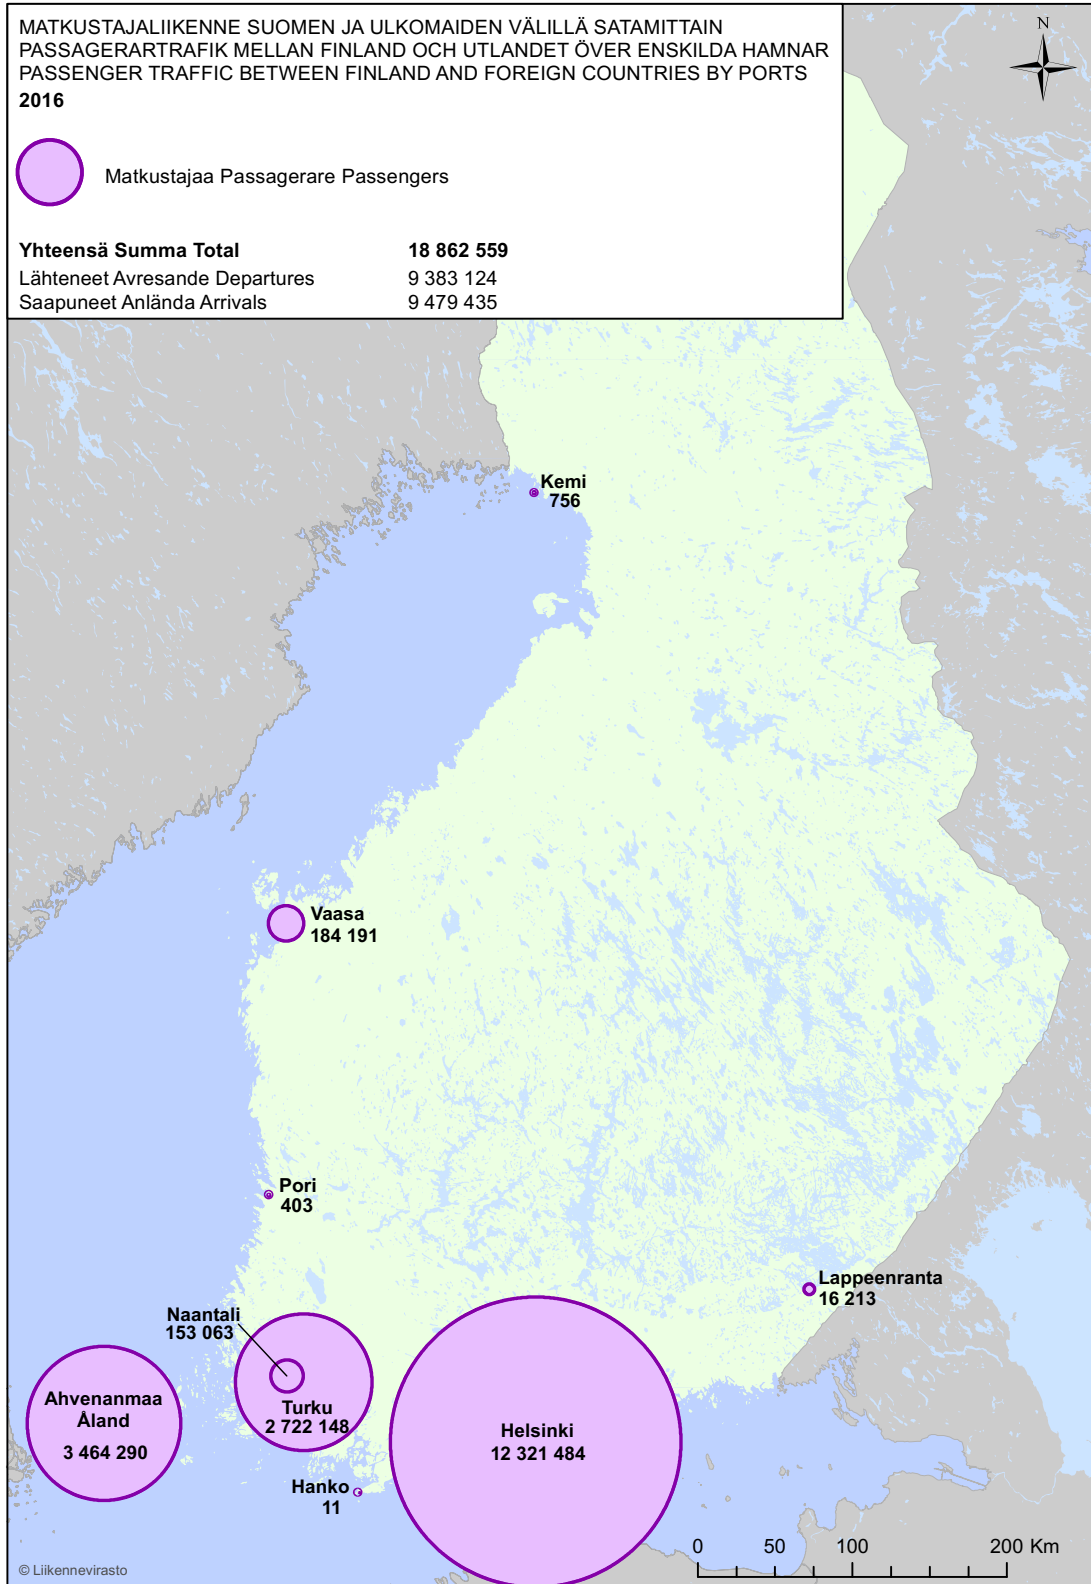 MATKUSTAJALIIKENNE SUOMEN JA ULKOMAIDEN VÄLILLÄ SATAMITTAIN
PASSAGERARTRAFIK MELLAN FINLAND OCH UTLANDET ÖVER ENSKILDA HAMNAR
PASSENGER TRAFFIC BETWEEN FINLAND AND FOREIGN COUNTRIES BY PORTS
2016
N
Matkustajaa Passagerare Passengers
Yhteensä Summa Total 18 862 559
Lähteneet Avresande Departures 9 383 124
Saapuneet Anlända Arrivals 9 479 435
Kemi
756
Vaasa
184 191
Pori
403
Lappeenranta
16 213
Naantali
153 063
Turku
2 722 148
Ahvenanmaa
Åland
3 464 290
Helsinki
12 321 484
Hanko
11
0 50 100 200 Km
© Liikennevirasto